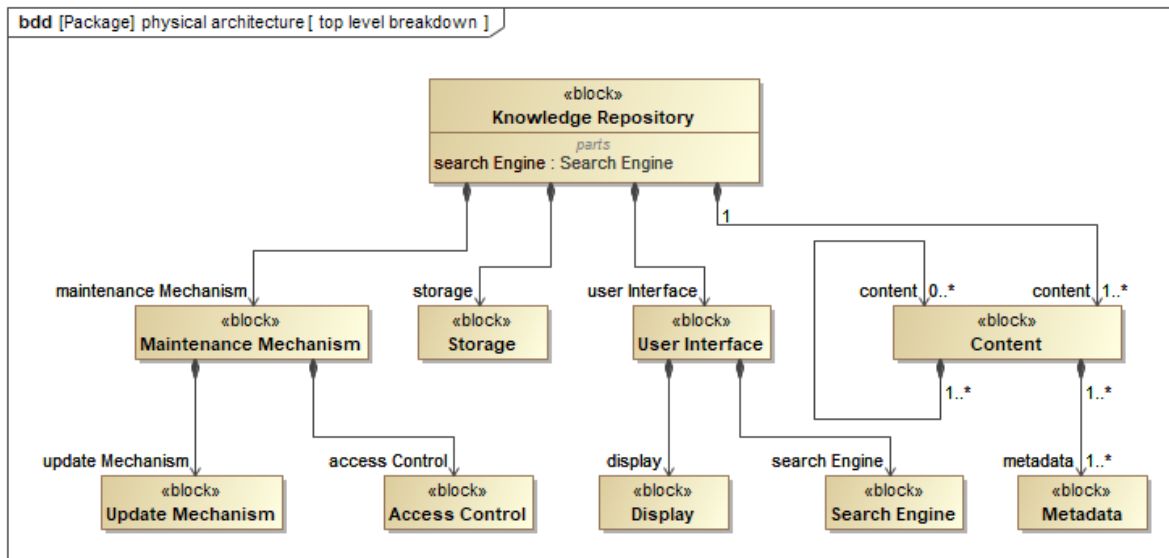 bdd [Package] physical architecture [ top level breakdown ]
«block»
Knowledge Repository
parts
search Engine : Search Engine
1
maintenance Mechanism
storage
user Interface
content
0..*
content
1..*
«block»
Maintenance Mechanism
«block»
Storage
«block»
User Interface
«block»
Content
1..*
1..*
update Mechanism
access Control
display
search Engine
metadata
1..*
«block»
Update Mechanism
«block»
Access Control
«block»
Display
«block»
Search Engine
«block»
Metadata